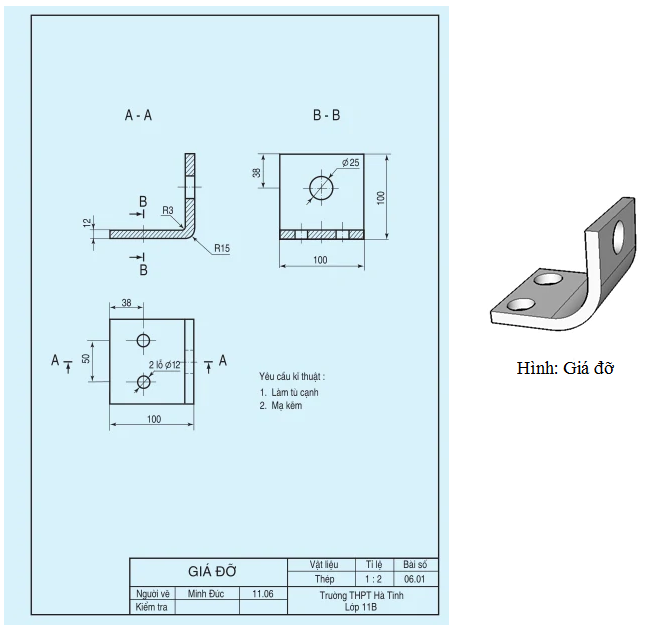 A - A
B - B
38
Ø 25
100
B
R3
12
R15
B
100
38
A
50
2 lỗ Ø 12
A
100
Yêu cầu kĩ thuật :
1. Làm tù cạnh
2. Mạ kẽm
Hình: Giá đỡ
GIÁ ĐỠ
Vật liệu
Tỉ lệ
Bài số
Thép
1 : 2
06.01
Người vẽ
Minh Đức
11.06
Trường THPT Hà Tĩnh
Lớp 11B
Kiểm tra